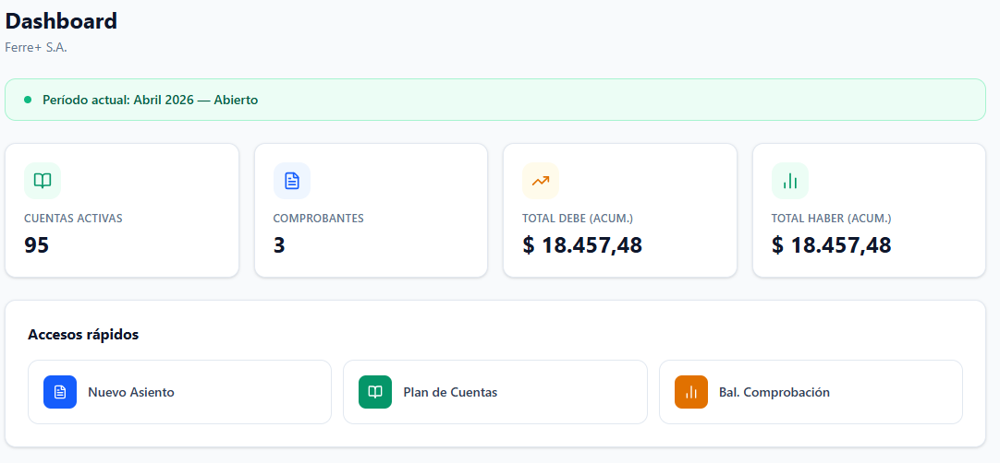 Dashboard
Ferre+ S.A.
Período actual: Abril 2026 — Abierto
CUENTAS ACTIVAS
95
COMPROBANTES
3
TOTAL DEBE (ACUM.)
$ 18.457,48
TOTAL HABER (ACUM.)
$ 18.457,48
Accesos rápidos
Nuevo Asiento
Plan de Cuentas
Bal. Comprobación